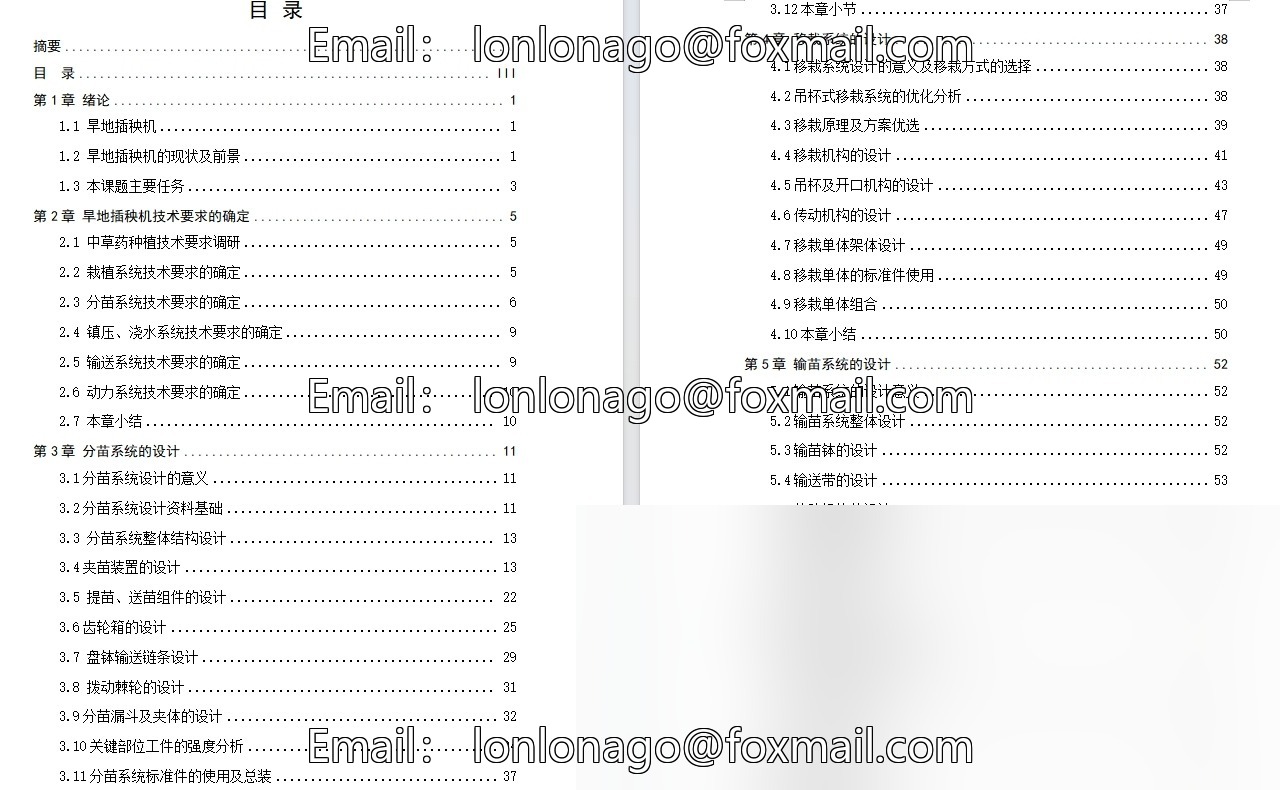 目 录
摘要
目 录 III
第1章 绪论 1
1.1 旱地插秧机 1
1.2 旱地插秧机的现状及前景 1
1.3 本课题主要任务 3
第2章 旱地插秧机技术要求的确定 5
2.1 中草药种植技术要求调研 5
2.2 栽植系统技术要求的确定 5
2.3 分苗系统技术要求的确定 6
2.4 镇压、浇水系统技术要求的确定 9
2.5 输送系统技术要求的确定 9
2.6 动力系统技术要求的确定
2.7 本章小结 10
第3章 分苗系统的设计 11
3.1分苗系统设计的意义 11
3.2分苗系统设计资料基础 11
3.3 分苗系统整体结构设计 13
3.4夹苗装置的设计 13
3.5 提苗、送苗组件的设计 22
3.6齿轮箱的设计 25
3.7 盘钵输送链条设计 29
3.8 拨动棘轮的设计 31
3.9分苗漏斗及夹体的设计 32
3.10关键部位工件的强度分析
3.11分苗系统标准件的使用及总装 37
3.12本章小节 37
第4章 移栽系统的设计 38
4.1移栽系统设计的意义及移栽方式的选择 38
4.2吊杯式移栽系统的优化分析 38
4.3移栽原理及方案优选 39
4.4移栽机构的设计 41
4.5吊杯及开口机构的设计 43
4.6传动机构的设计 47
4.7移栽单体架体设计 49
4.8移栽单体的标准件使用 49
4.9移栽单体组合 50
4.10本章小结 50
第5章 输苗系统的设计 52
5.1输苗系统的设计意义 52
5.2输苗系统整体设计 52
5.3输苗钵的设计 52
5.4输送带的设计 53
Email： lonlonago@foxmail.com
Email： lonlonago@foxmail.com
Email： lonlonago@foxmail.com